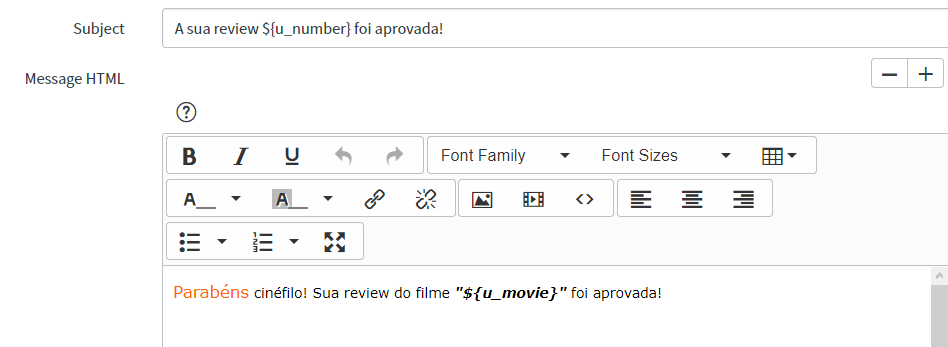 Subject
A sua review ${u_number} foi aprovada!
Message HTML
B I U Font Family Font Sizes
A A
Parabéns cinéfilo! Sua review do filme "${u_movie}" foi aprovada!